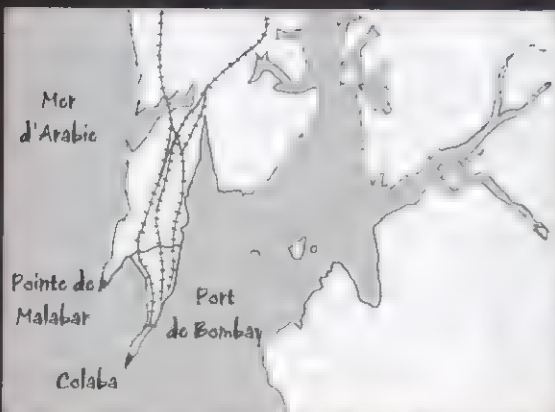 Mer
d'Arabie
Pointe de
Malabar
Port
de Bombay
Colaba